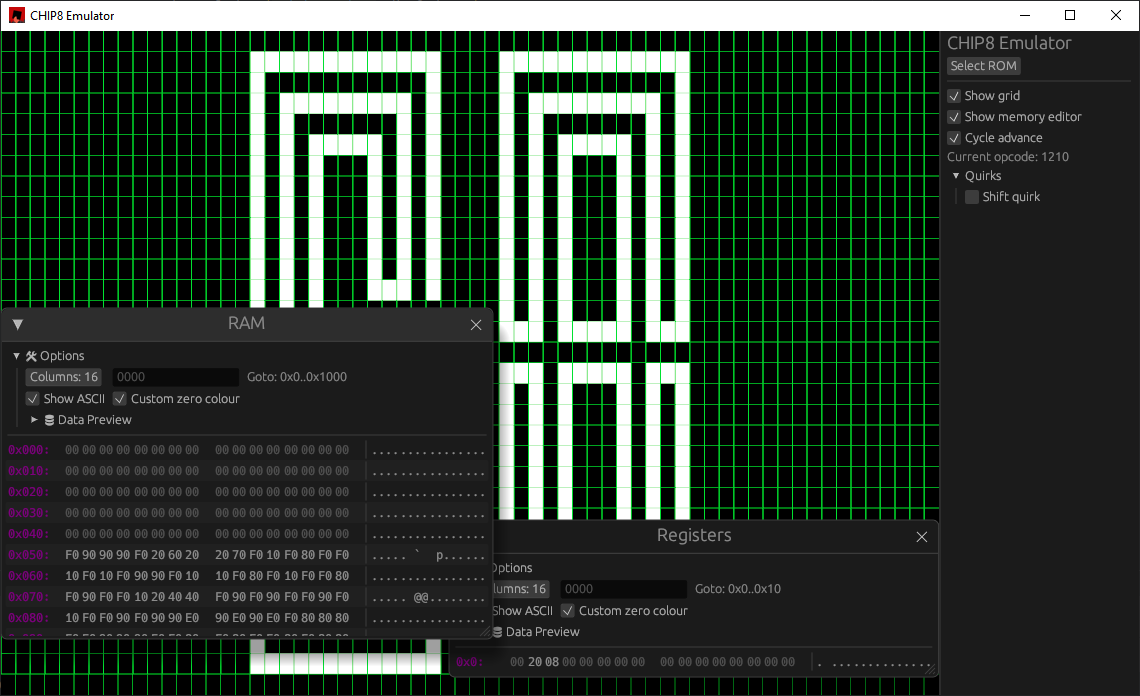 CHIP8 Emulator
CHIP8 Emulator
Select ROM
Show grid
Show memory editor
Cycle advance
Current opcode: 1210
Quirks
Shift quirk
RAM
Options
Columns: 16 0000 Goto: 0x0..0x1000
Show ASCII Custom zero colour
Data Preview
0x000: 00 00 00 00 00 00 00 00 00 00 00 00 00 00 00 00 ................
0x010: 00 00 00 00 00 00 00 00 00 00 00 00 00 00 00 00 ................
0x020: 00 00 00 00 00 00 00 00 00 00 00 00 00 00 00 00 ................
0x030: 00 00 00 00 00 00 00 00 00 00 00 00 00 00 00 00 ................
0x040: 00 00 00 00 00 00 00 00 00 00 00 00 00 00 00 00 ................
0x050: F0 90 90 90 F0 20 60 20 20 70 F0 10 F0 80 F0 F0 ..... `  p......
0x060: 10 F0 10 F0 90 90 F0 10 10 F0 80 F0 10 F0 F0 80 ................
0x070: F0 90 F0 F0 10 20 40 40 F0 90 F0 90 F0 F0 90 F0 ..... @@........
0x080: 10 F0 F0 90 F0 90 90 E0 90 E0 90 E0 F0 80 80 80 ................
Registers
Options
lumns: 16 0000 Goto: 0x0..0x10
Show ASCII Custom zero colour
Data Preview
0x0: 00 20 08 00 00 00 00 00 00 00 00 00 00 00 00 00 . ..............